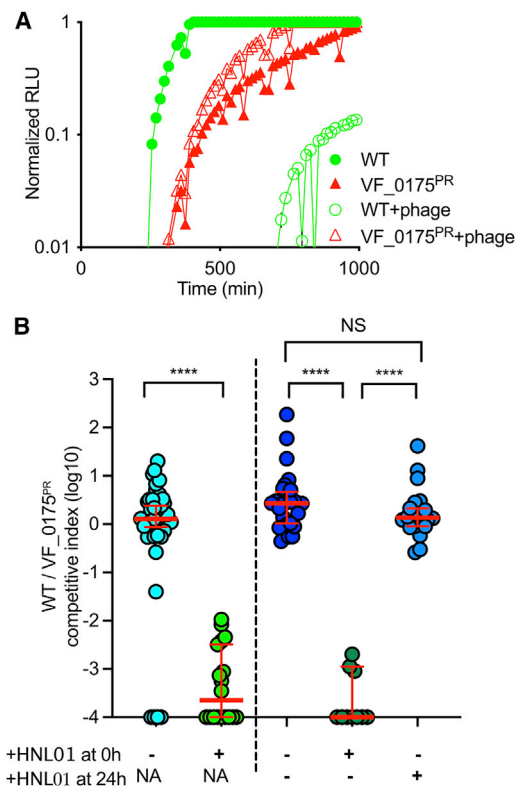 A
Normalized RLU
1
0.1
0.01
WT
VF_0175PR
WT+phage
VF_0175PR+phage
0
500
1000
Time (min)
B
NS
****
****
****
WT / VF_0175PR
competitive index (log10)
3
2
1
0
-1
-2
-3
-4
+HNL01 at 0h - + - + -
+HNL01 at 24h NA NA - - +